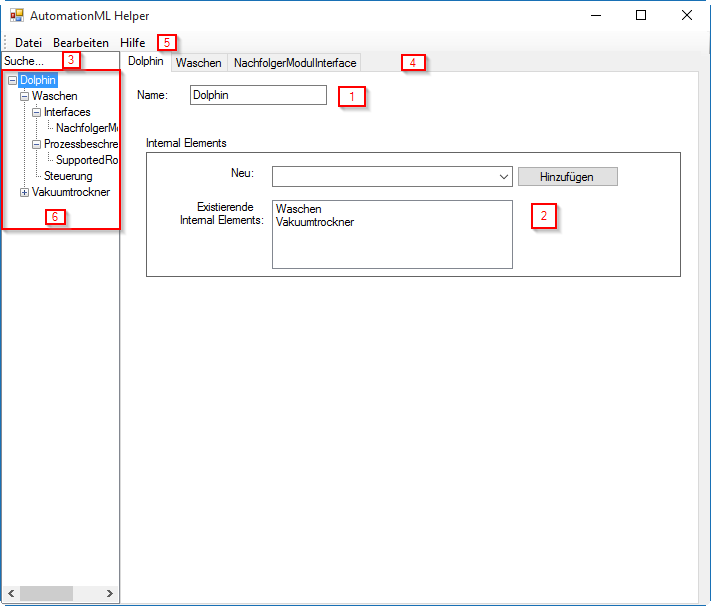 AutomationML Helper
Datei Bearbeiten Hilfe 5
Suche... 3
Dolphin Waschen NachfolgerModulInterface 4
Dolphin
Waschen
Interfaces
NachfolgerMo
Prozessbeschre
SupportedRo
Steuerung
Vakuumtrockner
6
Name: Dolphin 1
Internal Elements
Neu: Hinzufügen
Existierende
Internal Elements:
Waschen
Vakuumtrockner
2